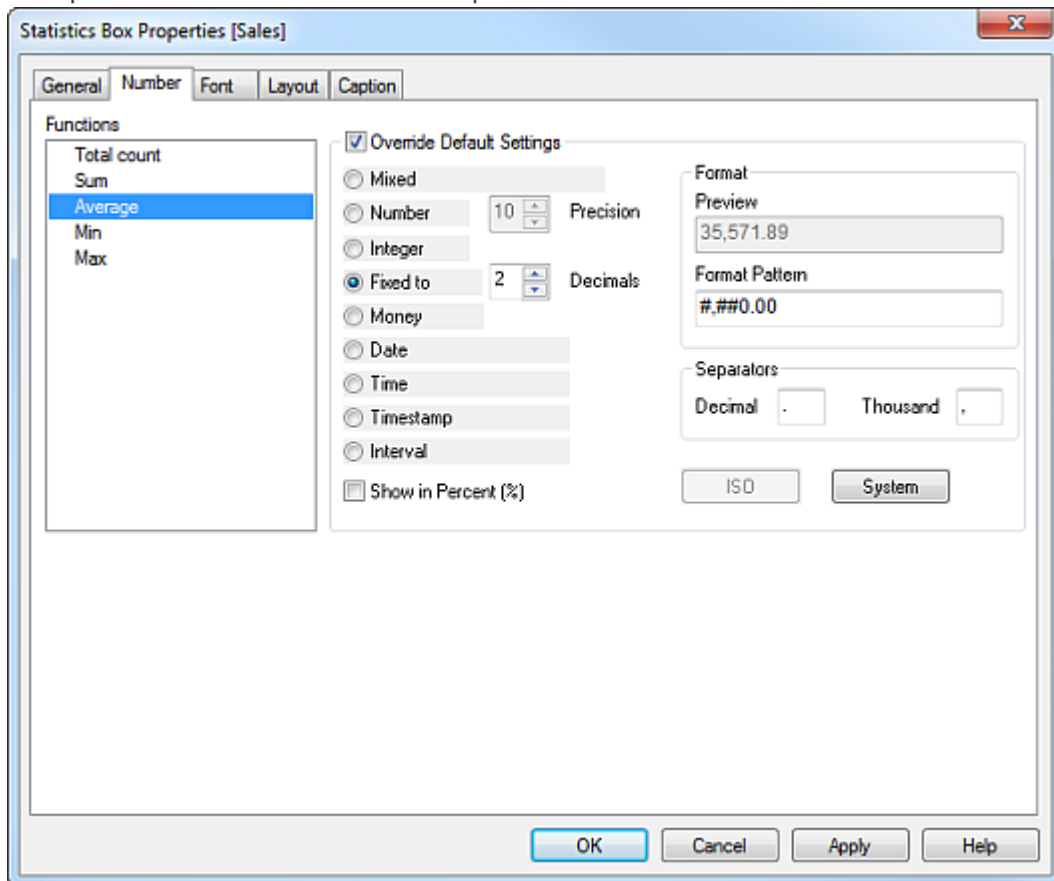 Statistics Box Properties [Sales]
General Number Font Layout Caption
Functions
Total count
Sum
Average
Min
Max
Override Default Settings
Mixed
Number 10 Precision
Integer
Fixed to 2 Decimals
Money
Date
Time
Timestamp
Interval
Show in Percent (%)
Format
Preview
35,571.89
Format Pattern
#,##0.00
Separators
Decimal . Thousand ,
ISO System
OK Cancel Apply Help